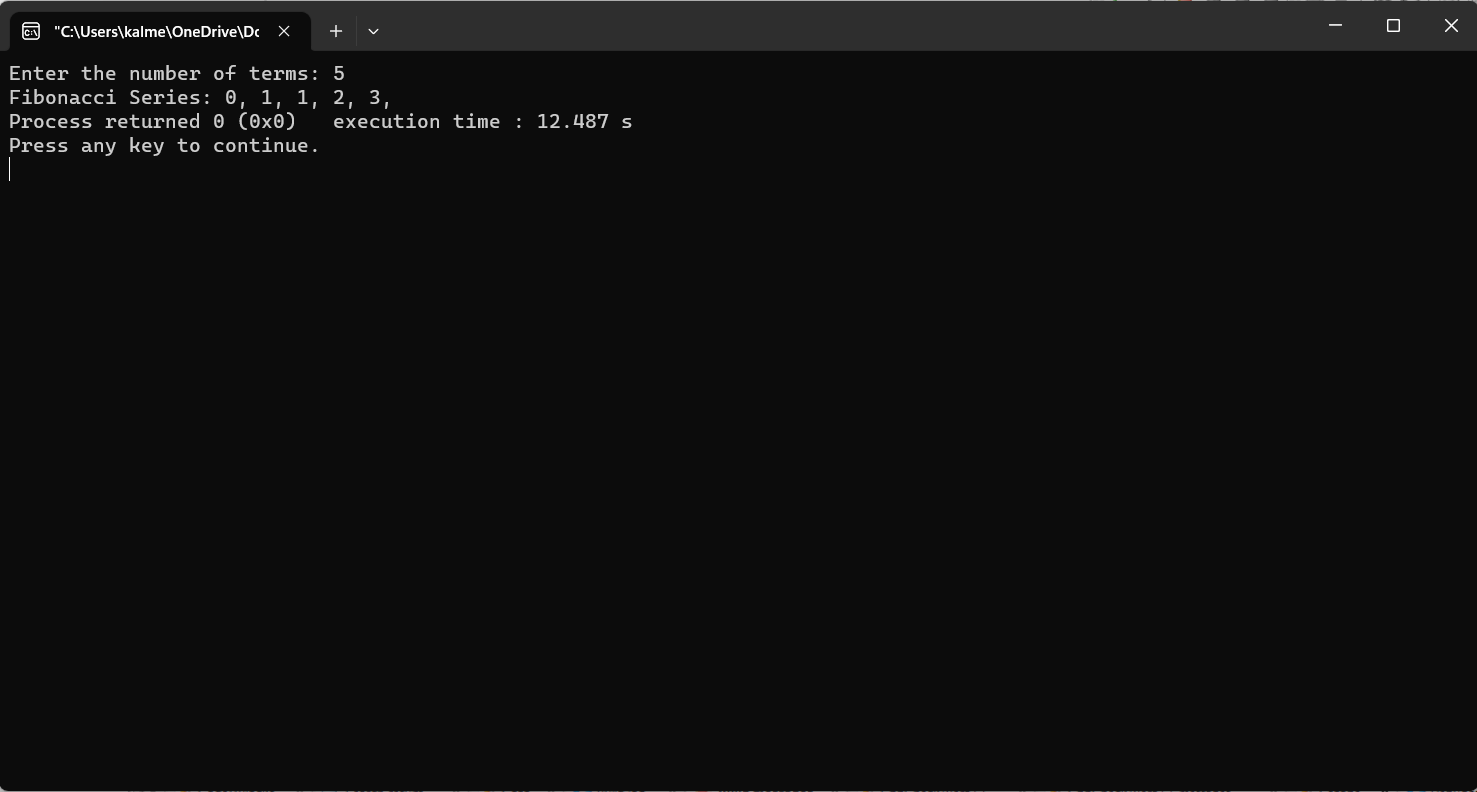 "C:\Users\kalme\OneDrive\Dc
Enter the number of terms: 5
Fibonacci Series: 0, 1, 1, 2, 3,
Process returned 0 (0x0)   execution time : 12.487 s
Press any key to continue.